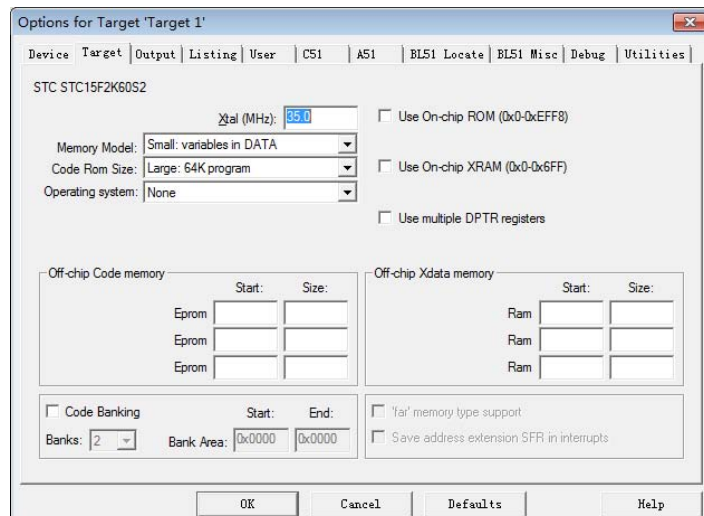 Options for Target 'Target 1'
Device Target Output Listing User C51 A51 BL51 Locate BL51 Misc Debug Utilities
STC STC15F2K60S2
Xtal (MHz): 35.0
Use On-chip ROM (0x0-0xEFF8)
Memory Model: Small: variables in DATA
Code Rom Size: Large: 64K program
Use On-chip XRAM (0x0-0x6FF)
Operating system: None
Use multiple DPTR registers
Off-chip Code memory
Start: Size:
Eprom
Eprom
Eprom
Off-chip Xdata memory
Start: Size:
Ram
Ram
Ram
Code Banking Start: End:
Banks: 2 Bank Area: 0x0000 0x0000
'far' memory type support
Save address extension SFR in interrupts
OK Cancel Defaults Help